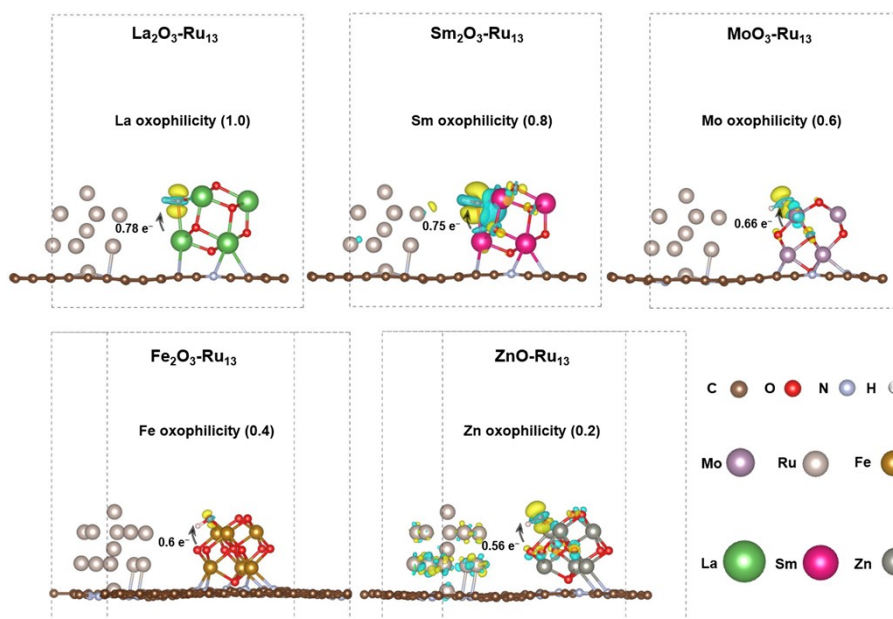 La₂O₃-Ru₁₃
Sm₂O₃-Ru₁₃
MoO₃-Ru₁₃
La oxophilicity (1.0)
Sm oxophilicity (0.8)
Mo oxophilicity (0.6)
0.78 e⁻
0.75 e⁻
0.66 e⁻
Fe₂O₃-Ru₁₃
ZnO-Ru₁₃
Fe oxophilicity (0.4)
Zn oxophilicity (0.2)
0.6 e⁻
0.56 e⁻
C O N H
Mo Ru Fe
La Sm Zn